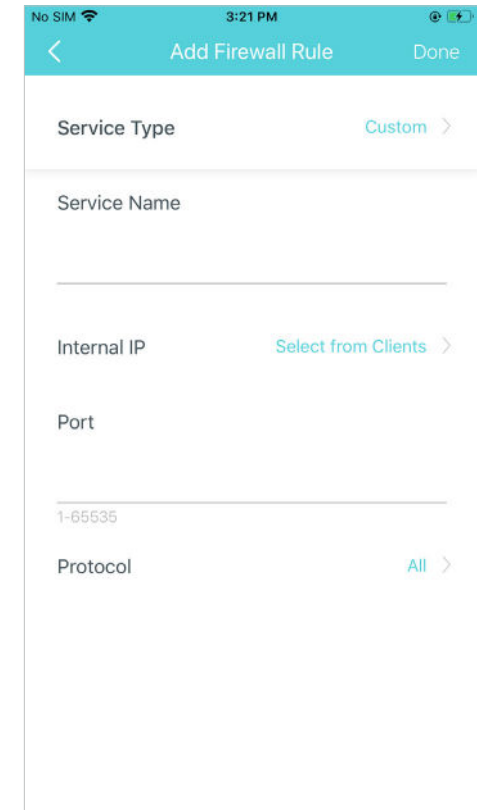 No SIM 3:21 PM
Add Firewall Rule Done
Service Type Custom
Service Name
Internal IP Select from Clients
Port
1-65535
Protocol All